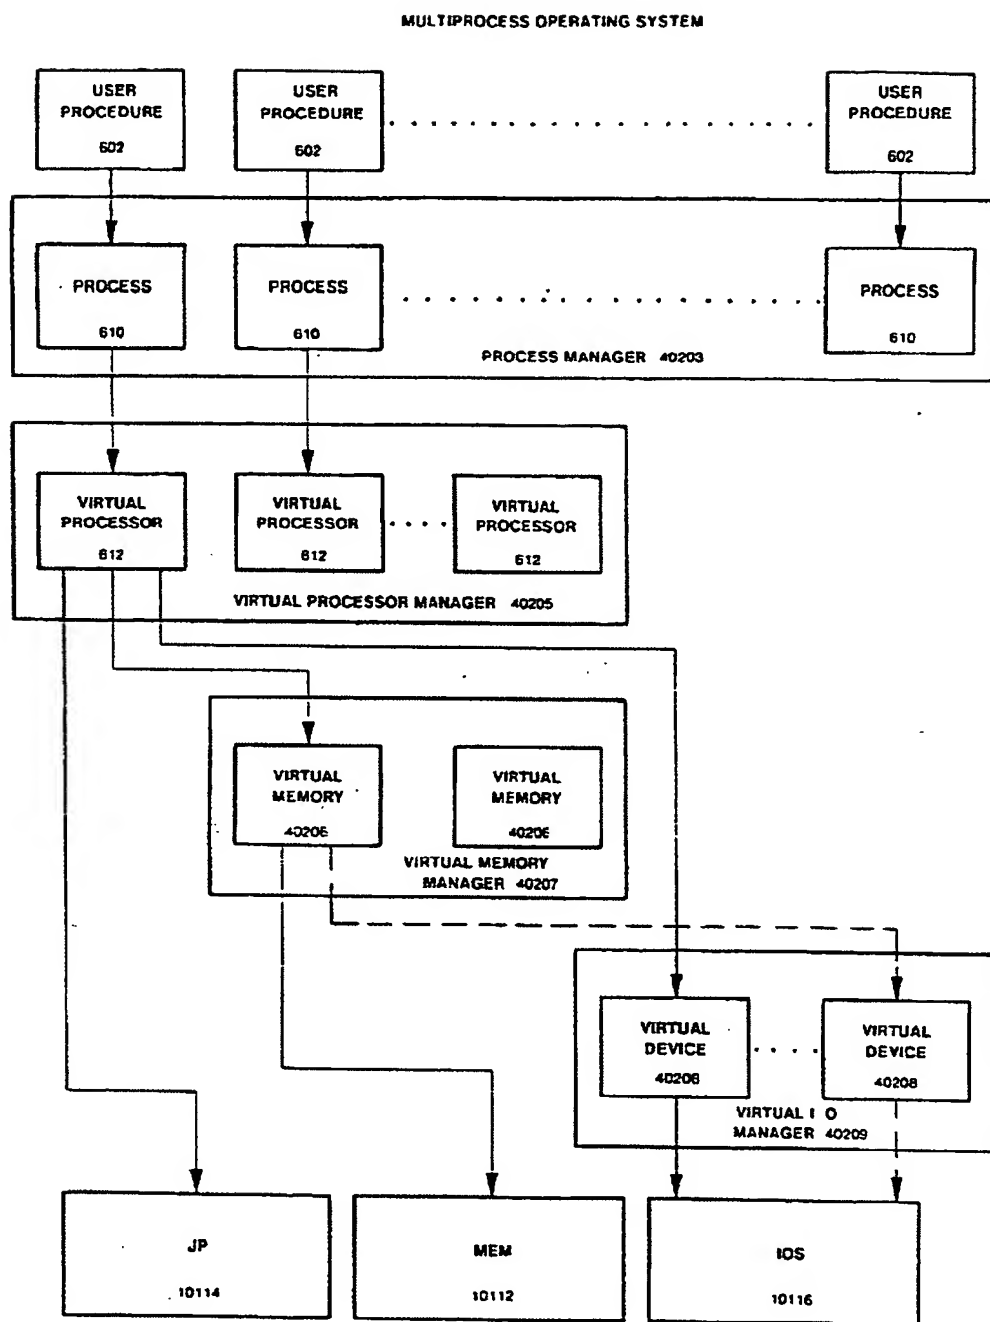 MULTIPROCESS OPERATING SYSTEM
USER
PROCEDURE
602
USER
PROCEDURE
602
USER
PROCEDURE
602
PROCESS
610
PROCESS
610
PROCESS
610
PROCESS MANAGER 40203
VIRTUAL
PROCESSOR
612
VIRTUAL
PROCESSOR
612
VIRTUAL
PROCESSOR
612
VIRTUAL PROCESSOR MANAGER 40205
VIRTUAL
MEMORY
40206
VIRTUAL
MEMORY
40206
VIRTUAL MEMORY
MANAGER 40207
VIRTUAL
DEVICE
40208
VIRTUAL
DEVICE
40208
VIRTUAL I O
MANAGER 40209
JP
10114
MEM
10112
IOS
10116